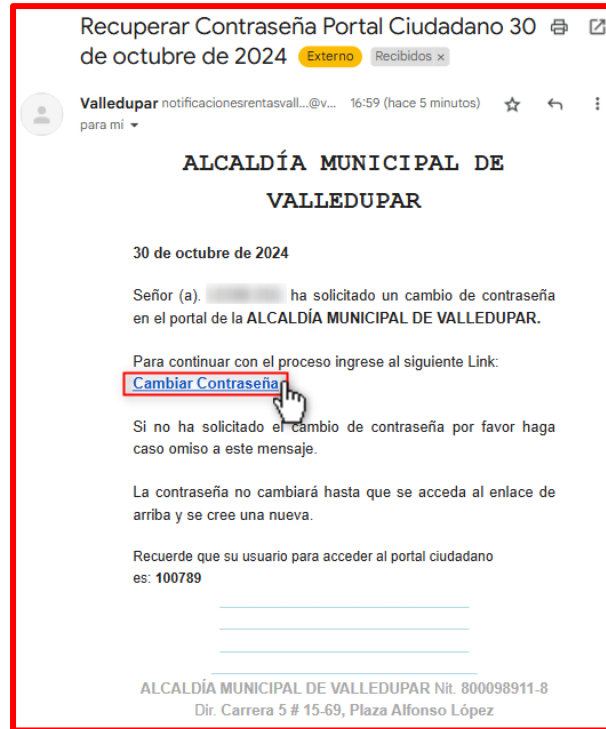 Recuperar Contraseña Portal Ciudadano 30
de octubre de 2024 Externo Recibidos ×
Valledupar notificacionesrentasvall...@v... 16:59 (hace 5 minutos)
para mí
ALCALDÍA MUNICIPAL DE
VALLEDUPAR
30 de octubre de 2024
Señor (a). ha solicitado un cambio de contraseña
en el portal de la ALCALDÍA MUNICIPAL DE VALLEDUPAR.
Para continuar con el proceso ingrese al siguiente Link:
Cambiar Contraseña
Si no ha solicitado el cambio de contraseña por favor haga
caso omiso a este mensaje.
La contraseña no cambiará hasta que se acceda al enlace de
arriba y se cree una nueva.
Recuerde que su usuario para acceder al portal ciudadano
es: 100789
ALCALDÍA MUNICIPAL DE VALLEDUPAR Nit. 800098911-8
Dir. Carrera 5 # 15-69, Plaza Alfonso López